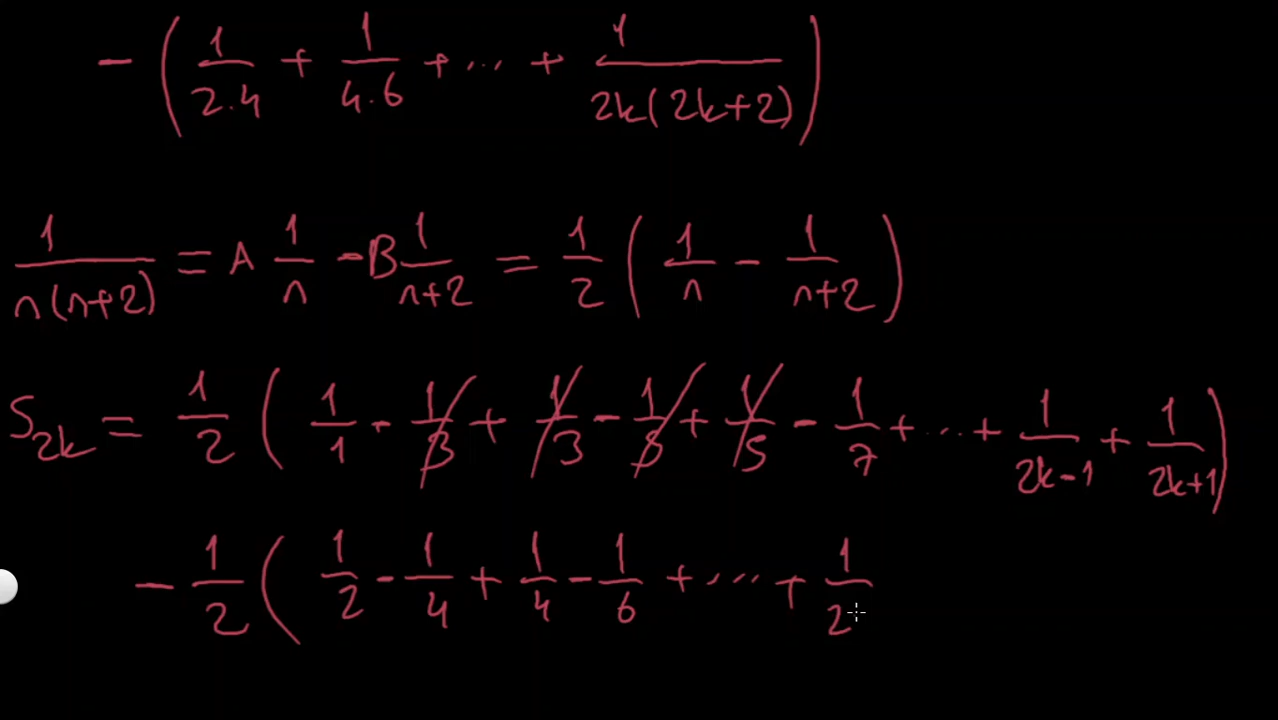 - ( 1/2.4 + 1/4.6 + ... + 1/2k(2k+2) )
1/n(n+2) = A 1/n - B 1/n+2 = 1/2 ( 1/n - 1/n+2 )
S_2k = 1/2 ( 1/1 - 1/3 + 1/3 - 1/5 + 1/5 - 1/7 + ... + 1/2k-1 + 1/2k+1 )
- 1/2 ( 1/2 - 1/4 + 1/4 - 1/6 + ... + 1/2